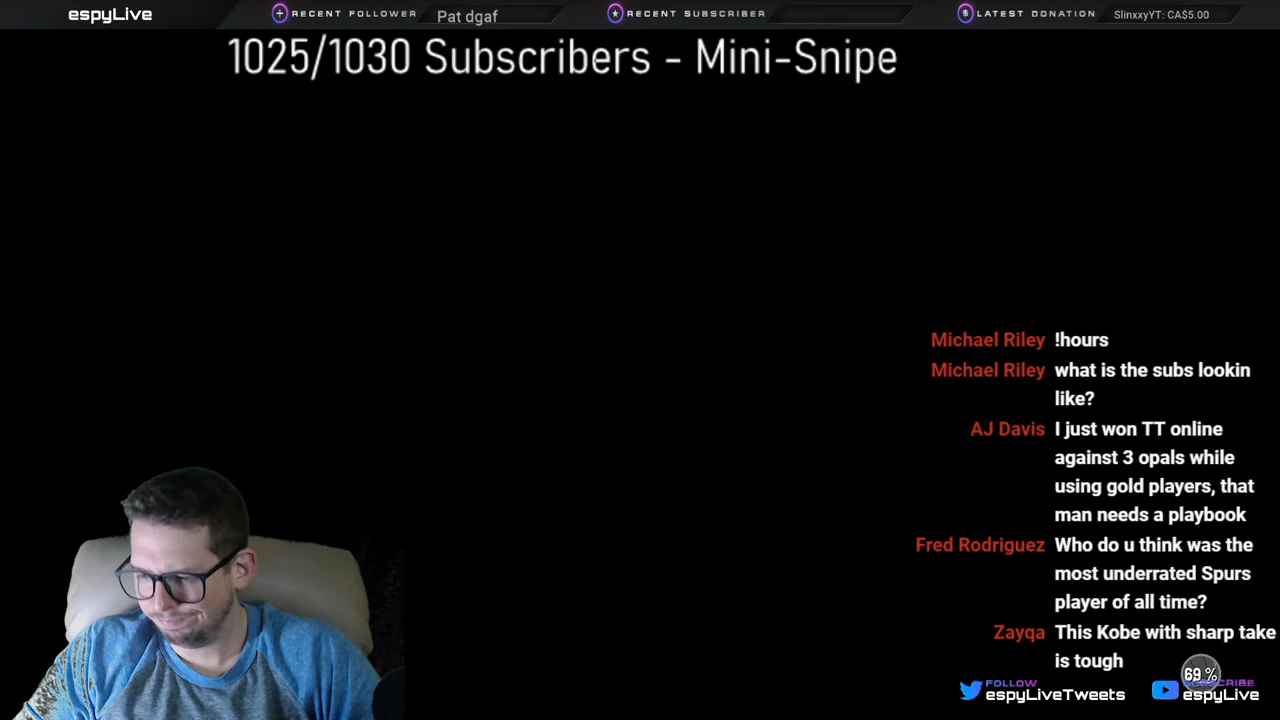 espyLive
RECENT FOLLOWER
Pat dgaf
RECENT SUBSCRIBER
LATEST DONATION
SlinxxyYT: CA$5.00
1025/1030 Subscribers - Mini-Snipe
Michael Riley !hours
Michael Riley what is the subs lookin
like?
AJ Davis I just won TT online
against 3 opals while
using gold players, that
man needs a playbook
Fred Rodriguez Who do u think was the
most underrated Spurs
player of all time?
Zayqa This Kobe with sharp take
is tough
69 %
FOLLOW
espyLiveTweets
SUBSCRIBE
espyLive